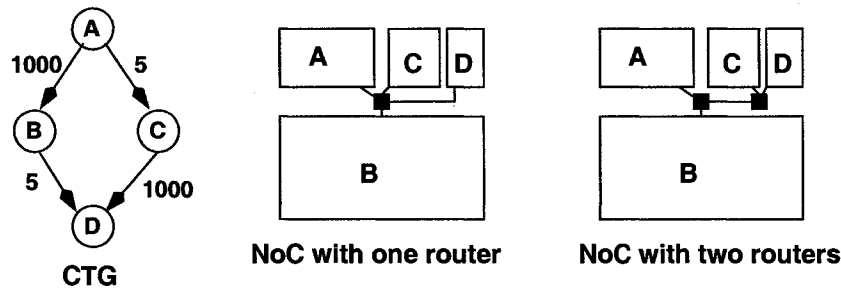 A
1000
5
B
C
5
1000
D
CTG
A
C
D
B
NoC with one router
A
C
D
B
NoC with two routers